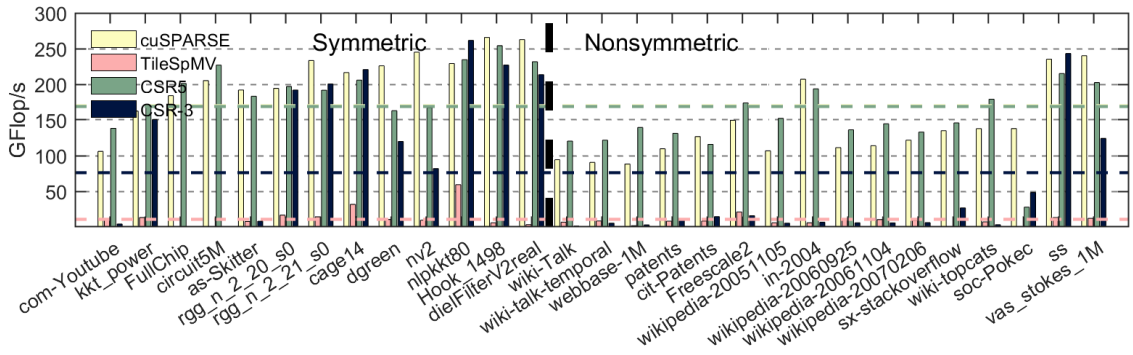 300
250
200
150
100
50
GFlop/s
cuSPARSE
TileSpMV
CSR5
CSR-3
Symmetric
Nonsymmetric
com-Youtube
kkt_power
FullChip
circuit5M
as-Skitter
rgg_n_2_20_s0
rgg_n_2_21_s0
cage14
dgreen
nv2
nlpkkt80
Hook_1498
dielFilterV2real
wiki-Talk
wiki-talk-temporal
webbase-1M
patents
cit-Patents
Freescale2
wikipedia-20051105
in-2004
wikipedia-20060925
wikipedia-20061104
wikipedia-20070206
sx-stackoverflow
wiki-topcats
soc-Pokec
ss
vas_stokes_1M